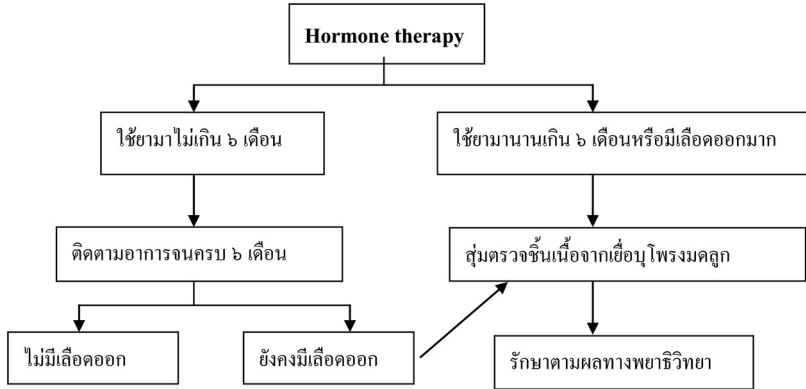 Hormone therapy
ใช้ยามาไม่เกิน ๖ เดือน
ใช้ยามานานเกิน ๖ เดือนหรือมีเลือดออกมาก
ติดตามอาการจนครบ ๖ เดือน
สุ่มตรวจชิ้นเนื้อจากเยื่อบุโพรงมดลูก
ไม่มีเลือดออก
ยังคงมีเลือดออก
รักษาตามผลทางพยาธิวิทยา